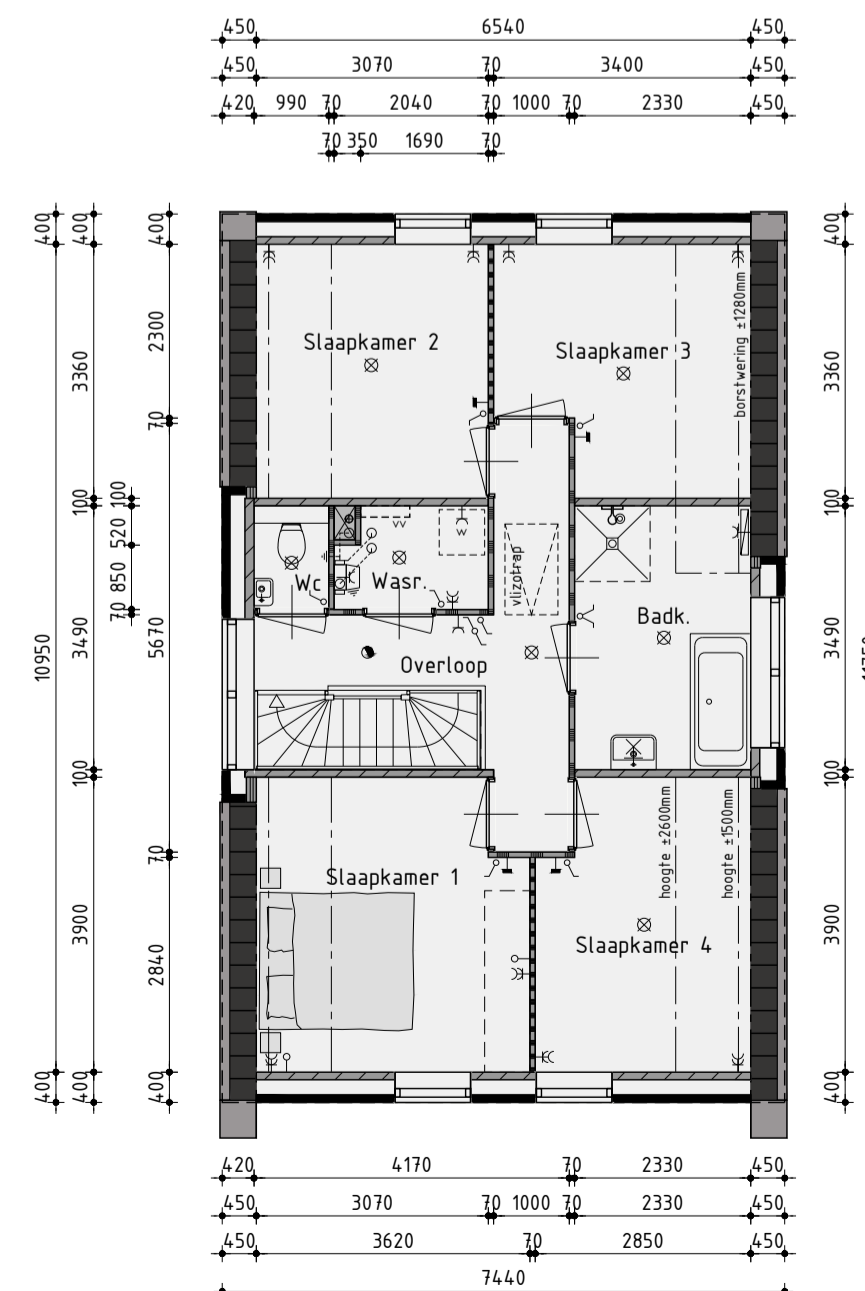 450 6540 450
450 3070 70 3400 450
420 990 70 2040 70 1000 70 2330 450
70 350 1690 70
400 400 400 400
2300
3360
70
100 100
520
850
70
10950
3490
5670
100
70
3900
2840
400 400 400
3360
100
3490
100
3900
400
Slaapkamer 2
Slaapkamer 3
borstwering ±1280mm
Wc
Wasr.
vlizotrap
Badk.
Overloop
Slaapkamer 1
hoogte ±2600mm
hoogte ±1500mm
Slaapkamer 4
420 4170 70 2330 450
450 3070 70 1000 70 2330 450
450 3620 70 2850 450
7440